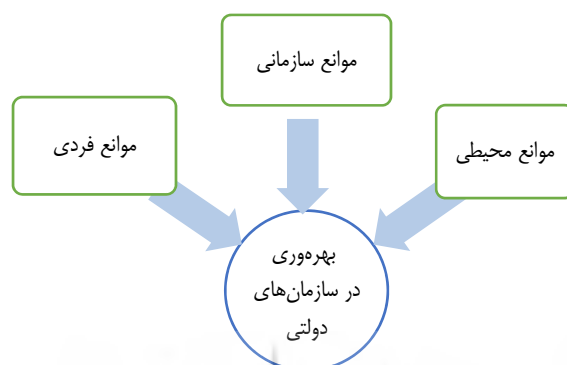 موانع سازمانی
موانع محیطی
موانع فردی
بهره‌وری
در سازمان‌های
دولتی